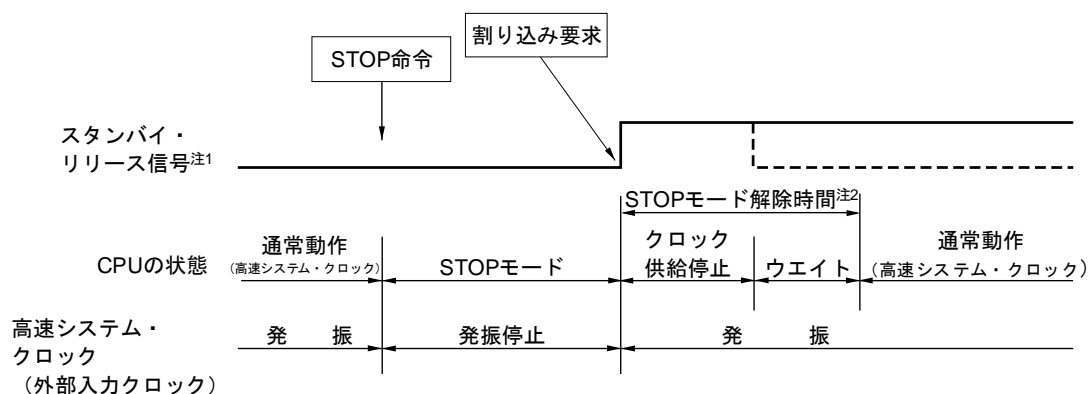 割り込み要求
STOP命令
スタンバイ・
リリース信号注1
STOPモード解除時間注2
CPUの状態
通常動作
(高速システム・クロック)
STOPモード
クロック
供給停止
ウエイト
通常動作
(高速システム・クロック)
高速システム・
クロック
(外部入力クロック)
発 振
発振停止
発 振